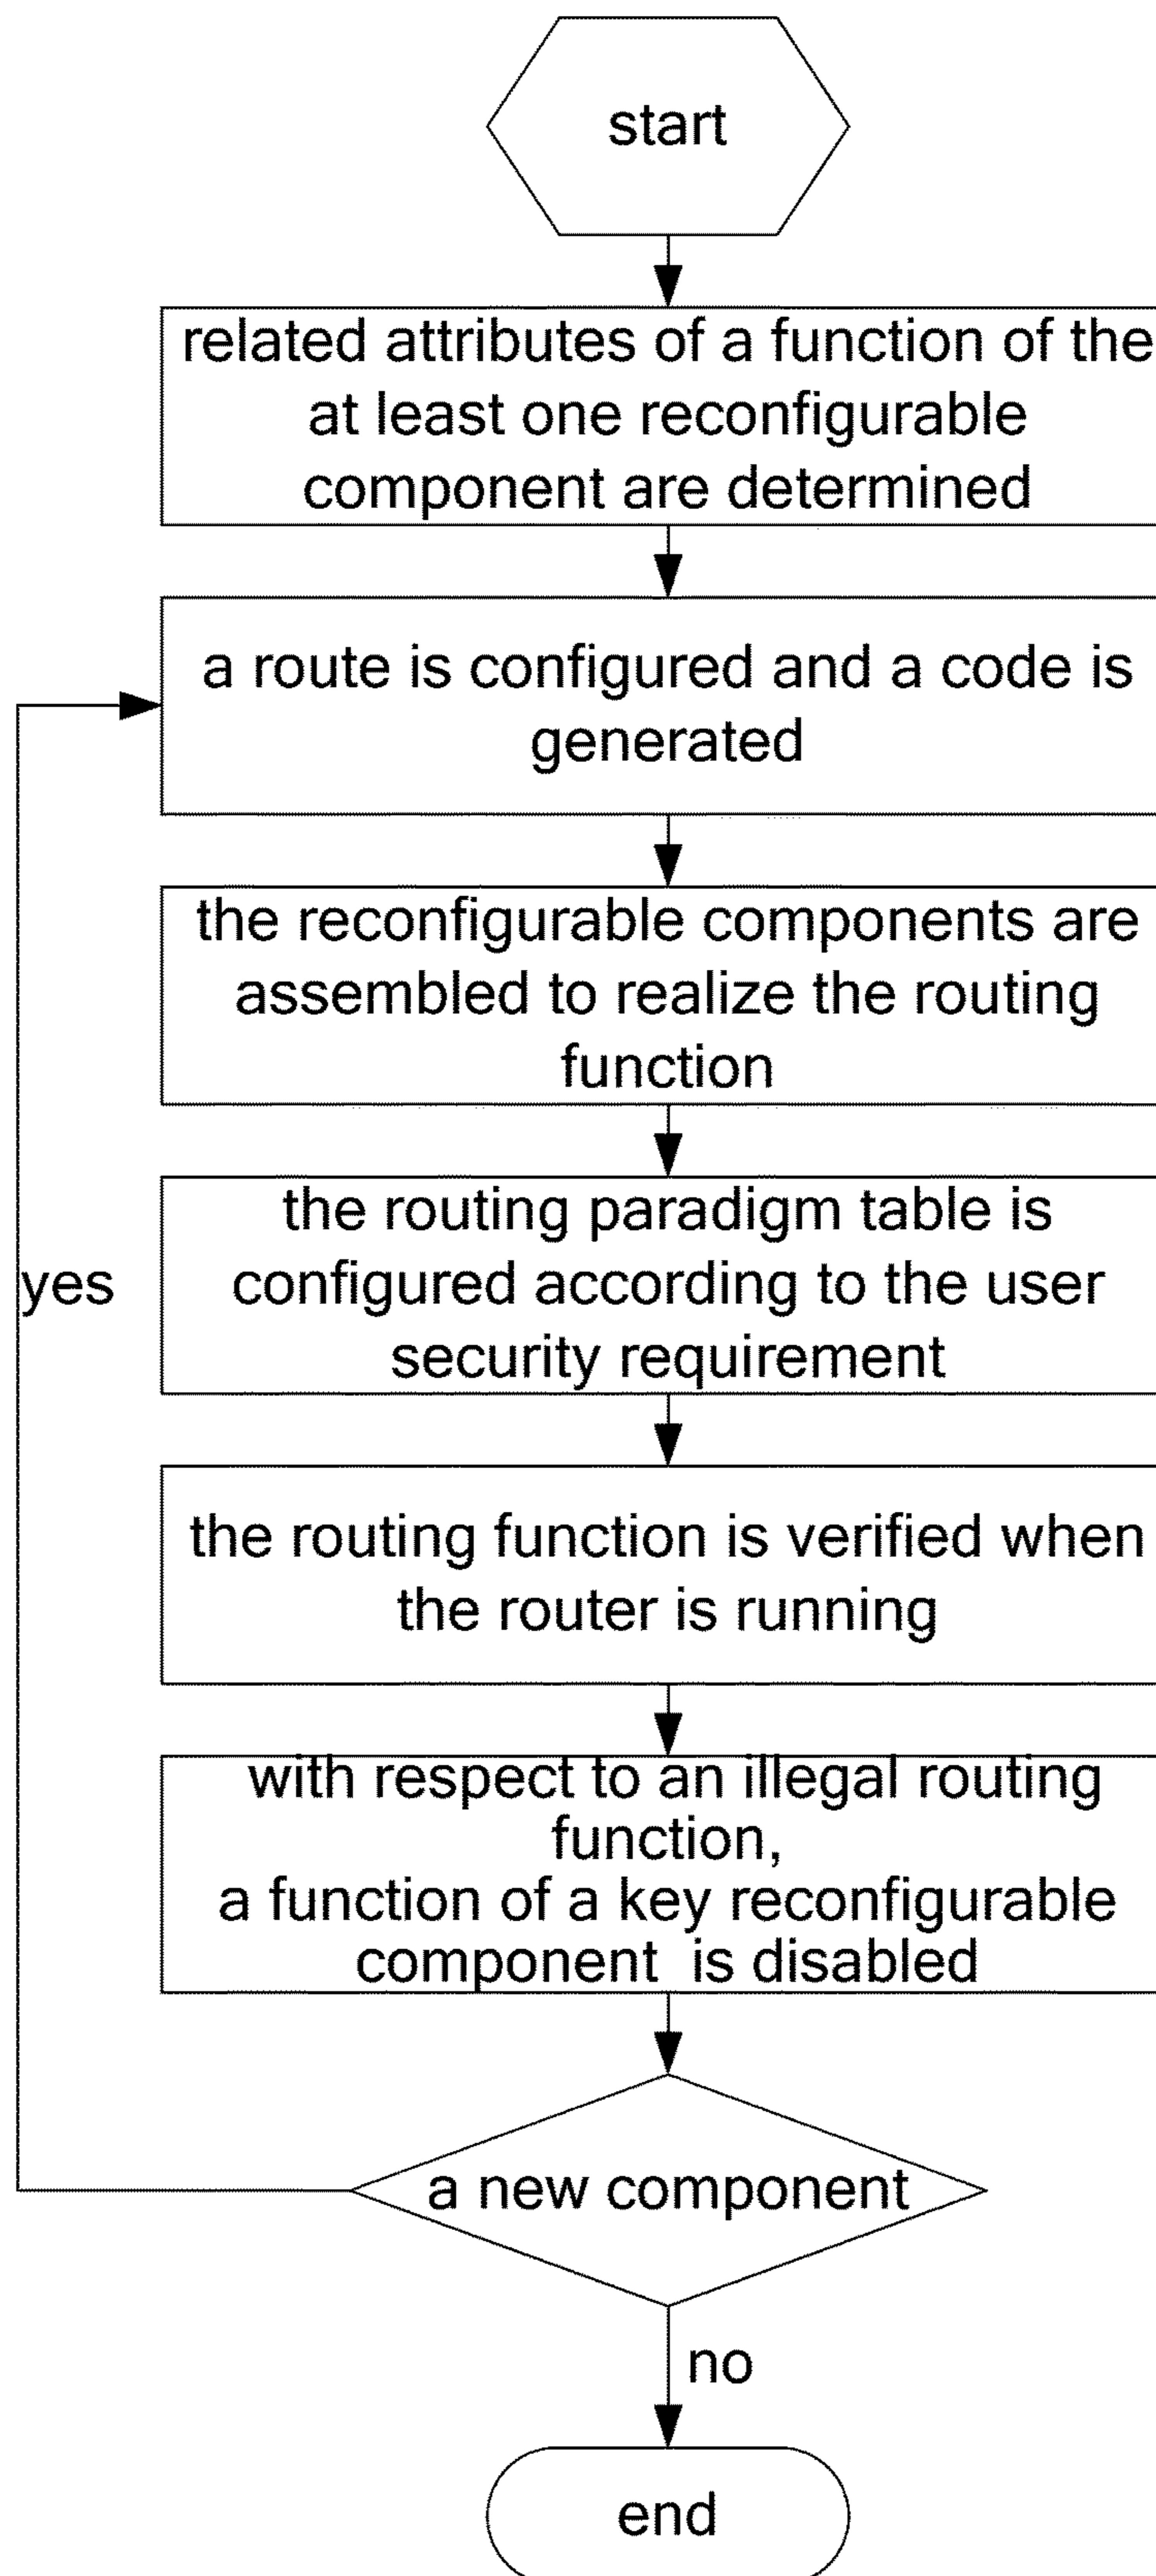 start
related attributes of a function of the
at least one reconfigurable
component are determined
a route is configured and a code is
generated
the reconfigurable components are
assembled to realize the routing
function
the routing paradigm table is
configured according to the user
security requirement
yes
the routing function is verified when
the router is running
with respect to an illegal routing
function,
a function of a key reconfigurable
component is disabled
a new component
no
end